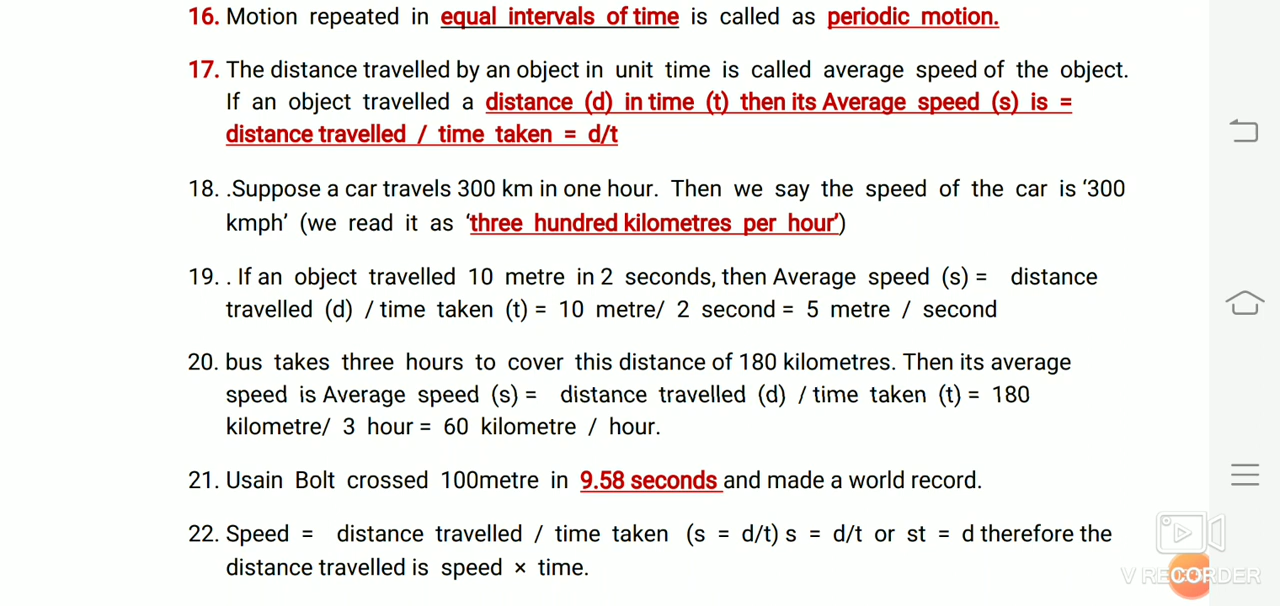 16. Motion repeated in equal intervals of time is called as periodic motion.
17. The distance travelled by an object in unit time is called average speed of the object.
If an object travelled a distance (d) in time (t) then its Average speed (s) is =
distance travelled / time taken = d/t
18. .Suppose a car travels 300 km in one hour. Then we say the speed of the car is ‘300
kmph’ (we read it as ‘three hundred kilometres per hour’)
19. . If an object travelled 10 metre in 2 seconds, then Average speed (s) = distance
travelled (d) / time taken (t) = 10 metre/ 2 second = 5 metre / second
20. bus takes three hours to cover this distance of 180 kilometres. Then its average
speed is Average speed (s) = distance travelled (d) / time taken (t) = 180
kilometre/ 3 hour = 60 kilometre / hour.
21. Usain Bolt crossed 100metre in 9.58 seconds and made a world record.
22. Speed = distance travelled / time taken (s = d/t) s = d/t or st = d therefore the
distance travelled is speed × time.
V RECORDER